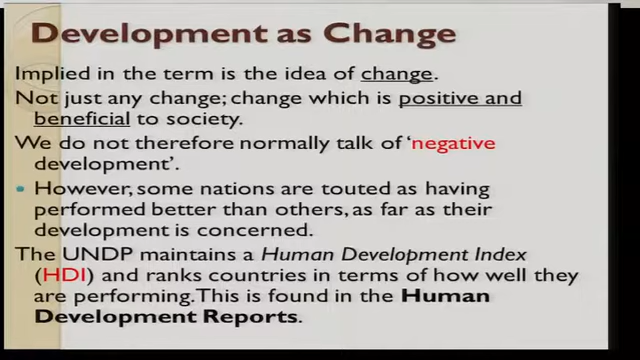 Development as Change
Implied in the term is the idea of change.
Not just any change; change which is positive and
beneficial to society.
We do not therefore normally talk of ‘negative
development’.
However, some nations are touted as having
performed better than others, as far as their
development is concerned.
The UNDP maintains a Human Development Index
(HDI) and ranks countries in terms of how well they
are performing. This is found in the Human
Development Reports.